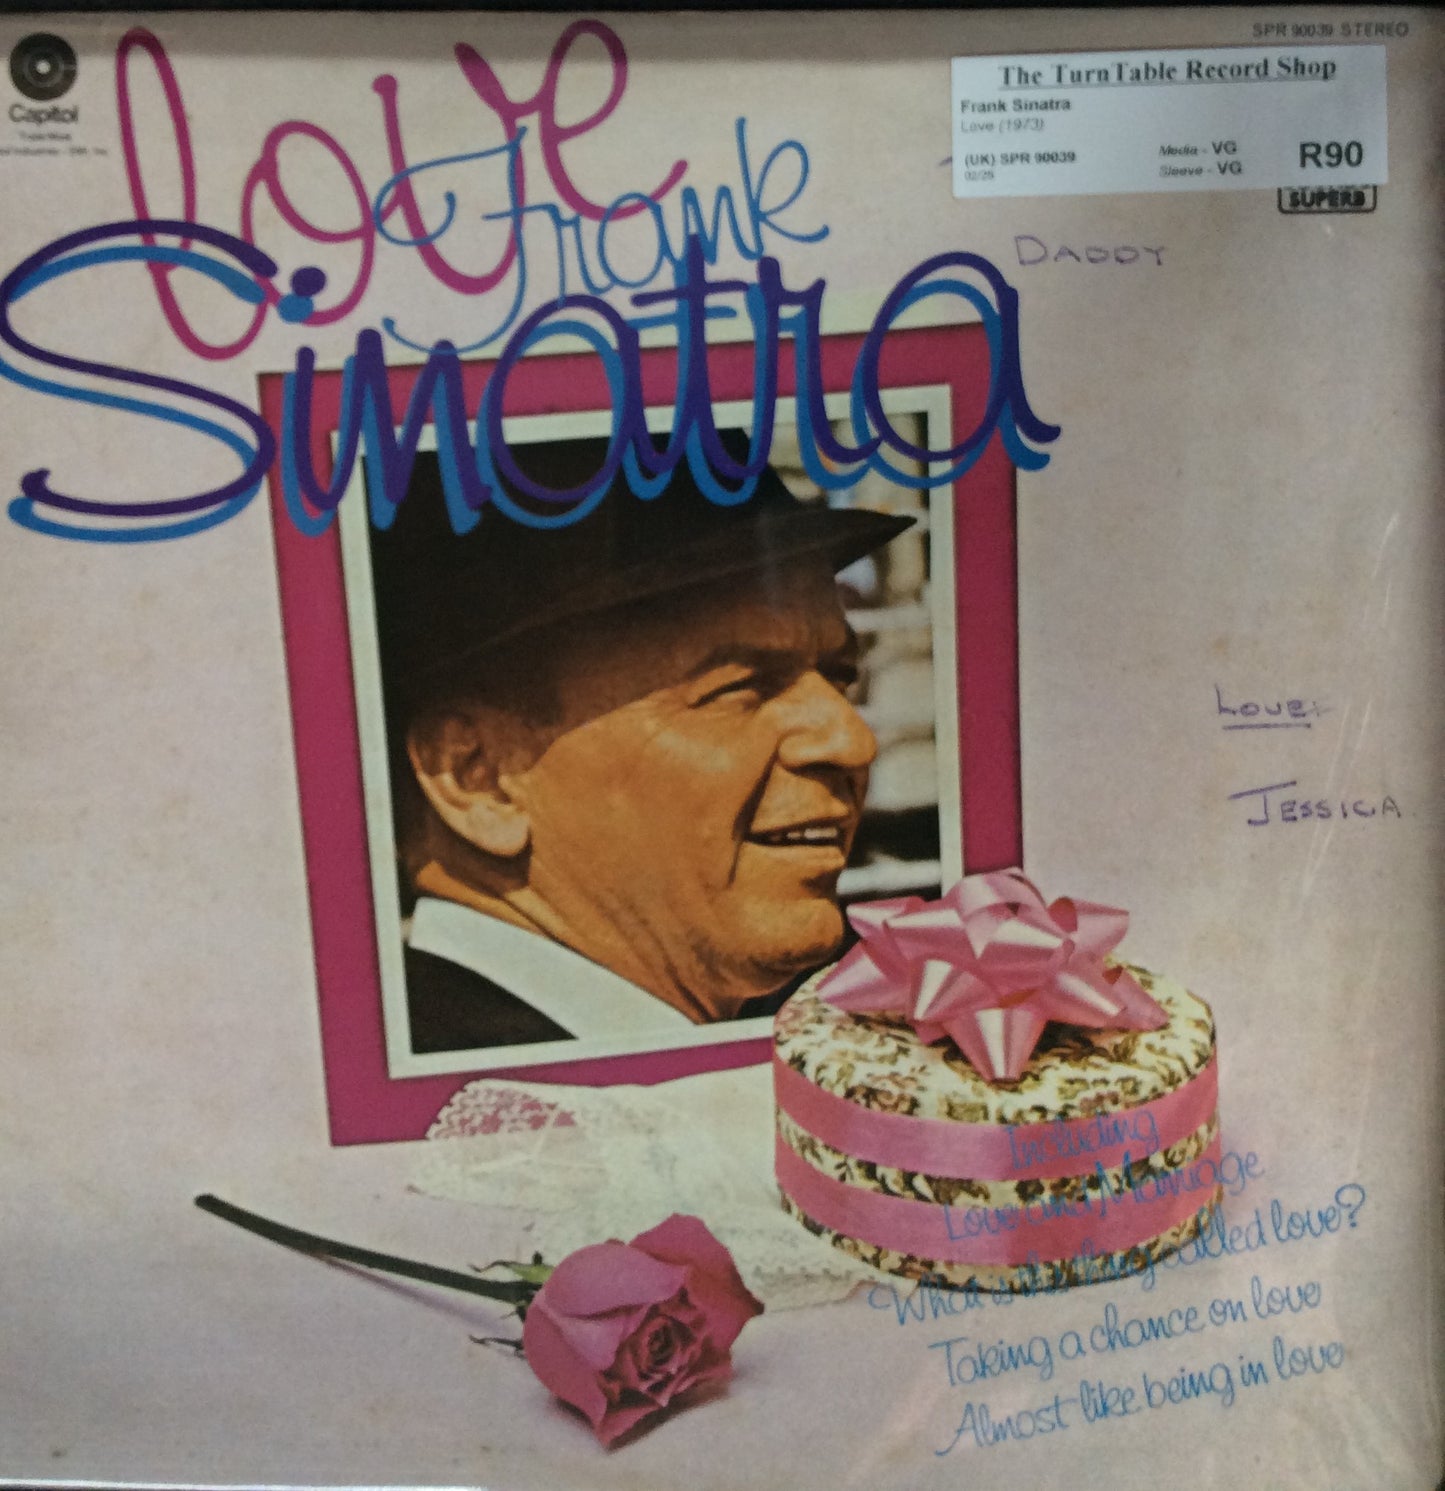 SPR 90039 STEREO
Capitol
Love
Frank
Sinatra
The TurnTable Record Shop
Frank Sinatra
Love (1973)
(UK) SPR 90039
Media - VG
R90
02/25
Sleeve - VG
SUPERB
DADDY
LOVE
JESSICA
Including
Love and Marriage
What is this thing called love?
Taking a chance on love
Almost like being in love